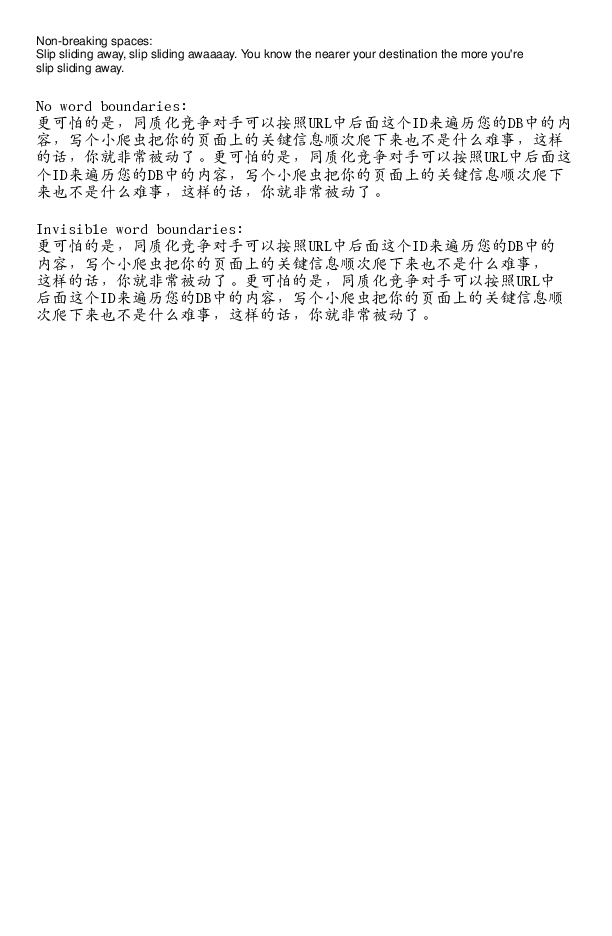 Non-breaking spaces:
Slip sliding away, slip sliding awaaaay. You know the nearer your destination the more you're
slip sliding away.
No word boundaries:
更可怕的是，同质化竞争对手可以按照URL中后面这个ID来遍历您的DB中的内
容，写个小爬虫把你的页面上的关键信息顺次爬下来也不是什么难事，这样
的话，你就非常被动了。更可怕的是，同质化竞争对手可以按照URL中后面这
个ID来遍历您的DB中的内容，写个小爬虫把你的页面上的关键信息顺次爬下
来也不是什么难事，这样的话，你就非常被动了。
Invisible word boundaries:
更可怕的是，同质化竞争对手可以按照URL中后面这个ID来遍历您的DB中的
内容，写个小爬虫把你的页面上的关键信息顺次爬下来也不是什么难事，
这样的话，你就非常被动了。更可怕的是，同质化竞争对手可以按照URL中
后面这个ID来遍历您的DB中的内容，写个小爬虫把你的页面上的关键信息顺
次爬下来也不是什么难事，这样的话，你就非常被动了。